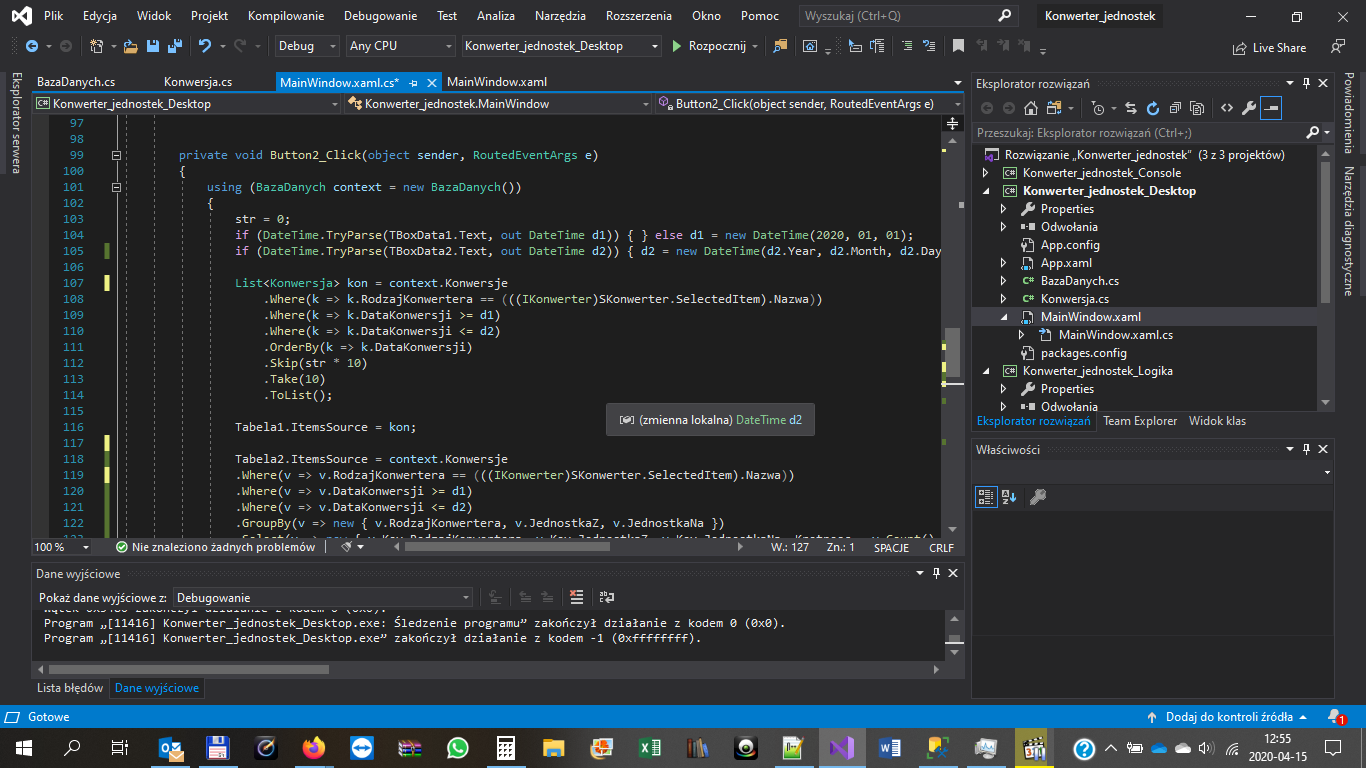 Plik Edycja Widok Projekt Kompilowanie Debugowanie Test Analiza Narzędzia Rozszerzenia Okno Pomoc Wyszukaj (Ctrl+Q) Konwerter_jednostek
Debug Any CPU Konwerter_jednostek_Desktop Rozpocznij Live Share
Eksplorator serwera
BazaDanych.cs Konwersja.cs MainWindow.xaml.cs* MainWindow.xaml
Konwerter_jednostek_Desktop Konwerter_jednostek.MainWindow Button2_Click(object sender, RoutedEventArgs e)
97
98
99 private void Button2_Click(object sender, RoutedEventArgs e)
100 {
101 using (BazaDanych context = new BazaDanych())
102 {
103 str = 0;
104 if (DateTime.TryParse(TBoxData1.Text, out DateTime d1)) { } else d1 = new DateTime(2020, 01, 01);
105 if (DateTime.TryParse(TBoxData2.Text, out DateTime d2)) { d2 = new DateTime(d2.Year, d2.Month, d2.Day
106
107 List<Konwersja> kon = context.Konwersje
108 .Where(k => k.RodzajKonwertera == (((IKonwerter)SKonwerter.SelectedItem).Nazwa))
109 .Where(k => k.DataKonwersji >= d1)
110 .Where(k => k.DataKonwersji <= d2)
111 .OrderBy(k => k.DataKonwersji)
112 .Skip(str * 10)
113 .Take(10)
114 .ToList();
115
(zmienna lokalna) DateTime d2
116 Tabela1.ItemsSource = kon;
117
118 Tabela2.ItemsSource = context.Konwersje
119 .Where(v => v.RodzajKonwertera == (((IKonwerter)SKonwerter.SelectedItem).Nazwa))
120 .Where(v => v.DataKonwersji >= d1)
121 .Where(v => v.DataKonwersji <= d2)
122 .GroupBy(v => new { v.RodzajKonwertera, v.JednostkaZ, v.JednostkaNa })
100 % Nie znaleziono żadnych problemów W.: 127 Zn.: 1 SPACJE CRLF
Dane wyjściowe
Pokaż dane wyjściowe z: Debugowanie
Program „[11416] Konwerter_jednostek_Desktop.exe: Śledzenie programu” zakończył działanie z kodem 0 (0x0).
Program „[11416] Konwerter_jednostek_Desktop.exe” zakończył działanie z kodem -1 (0xffffffff).
Lista błędów Dane wyjściowe
Eksplorator rozwiązań
Przeszukaj: Eksplorator rozwiązań (Ctrl+;)
Rozwiązanie „Konwerter_jednostek” (3 z 3 projektów)
Konwerter_jednostek_Console
Konwerter_jednostek_Desktop
Properties
Odwołania
App.config
App.xaml
BazaDanych.cs
Konwersja.cs
MainWindow.xaml
MainWindow.xaml.cs
packages.config
Konwerter_jednostek_Logika
Properties
Odwołania
Eksplorator rozwiązań Team Explorer Widok klas
Właściwości
Powiadomienia
Narzędzia diagnostyczne
Gotowe Dodaj do kontroli źródła 1
12:55
2020-04-15